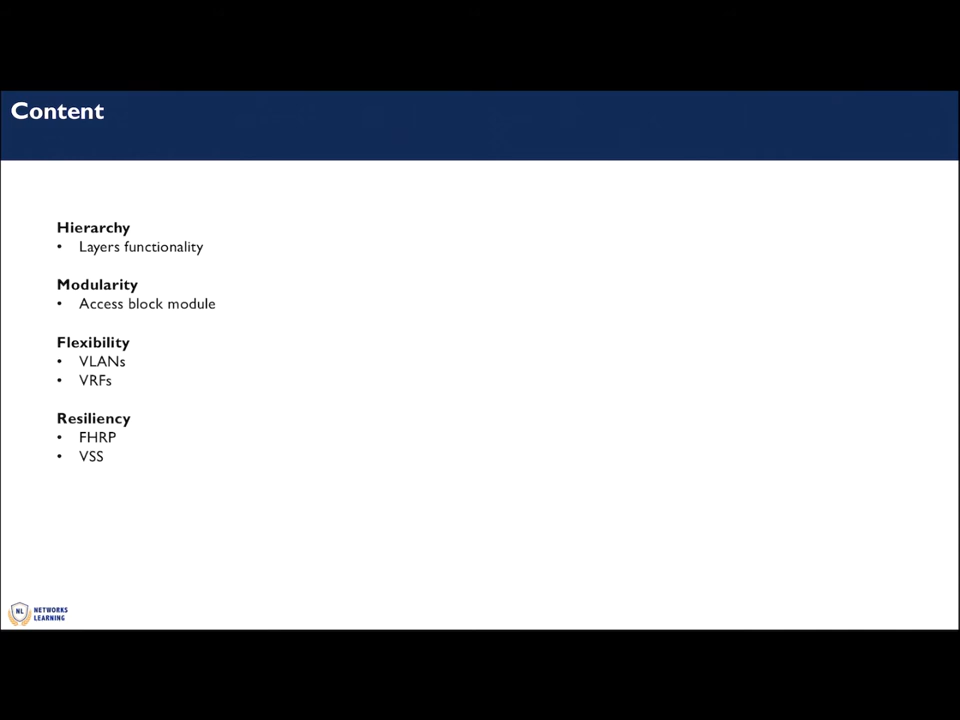 Content
Hierarchy
• Layers functionality
Modularity
• Access block module
Flexibility
• VLANs
• VRFs
Resiliency
• FHRP
• VSS
NL
NETWORKS
LEARNING